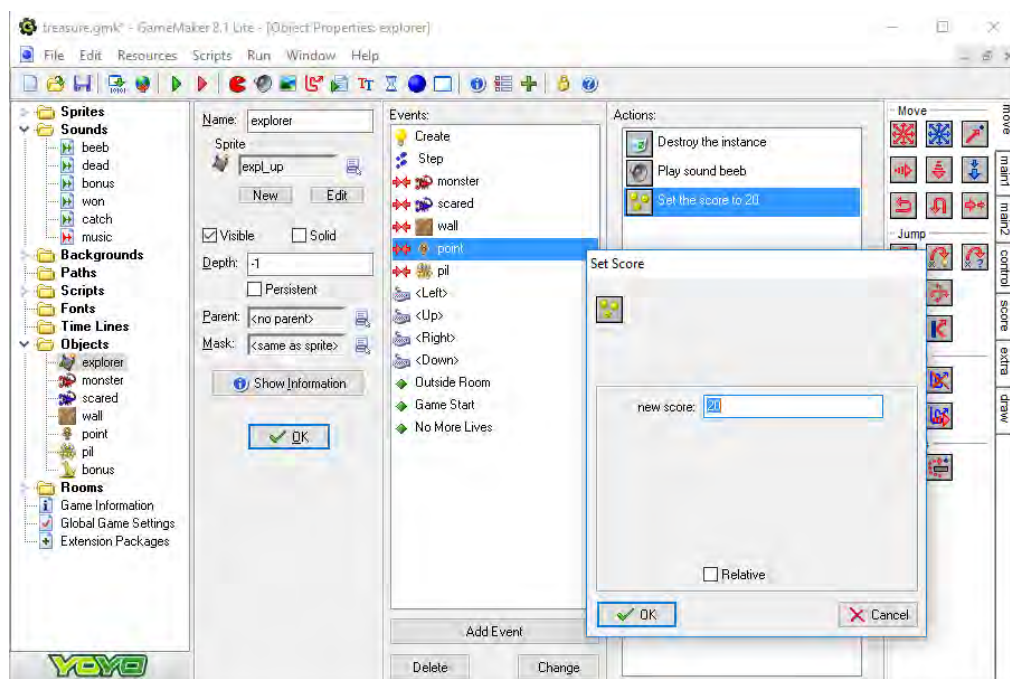 treasure.gmk* - GameMaker 8.1 Lite - [Object Properties: explorer]
File Edit Resources Scripts Run Window Help
Sprites
Sounds
beeb
dead
bonus
won
catch
music
Backgrounds
Paths
Scripts
Fonts
Time Lines
Objects
explorer
monster
scared
wall
point
pil
bonus
Rooms
Game Information
Global Game Settings
Extension Packages
YOYO
Name: explorer
Sprite
expl_up
New Edit
Visible Solid
Depth: -1
Persistent
Parent: <no parent>
Mask: <same as sprite>
Show Information
OK
Events:
Create
Step
monster
scared
wall
point
pil
<Left>
<Up>
<Right>
<Down>
Outside Room
Game Start
No More Lives
Add Event
Delete Change
Actions:
Destroy the instance
Play sound beeb
Set the score to 20
Set Score
new score: 20
Relative
OK Cancel
Move
Jump
move
main1
main2
control
score
extra
draw